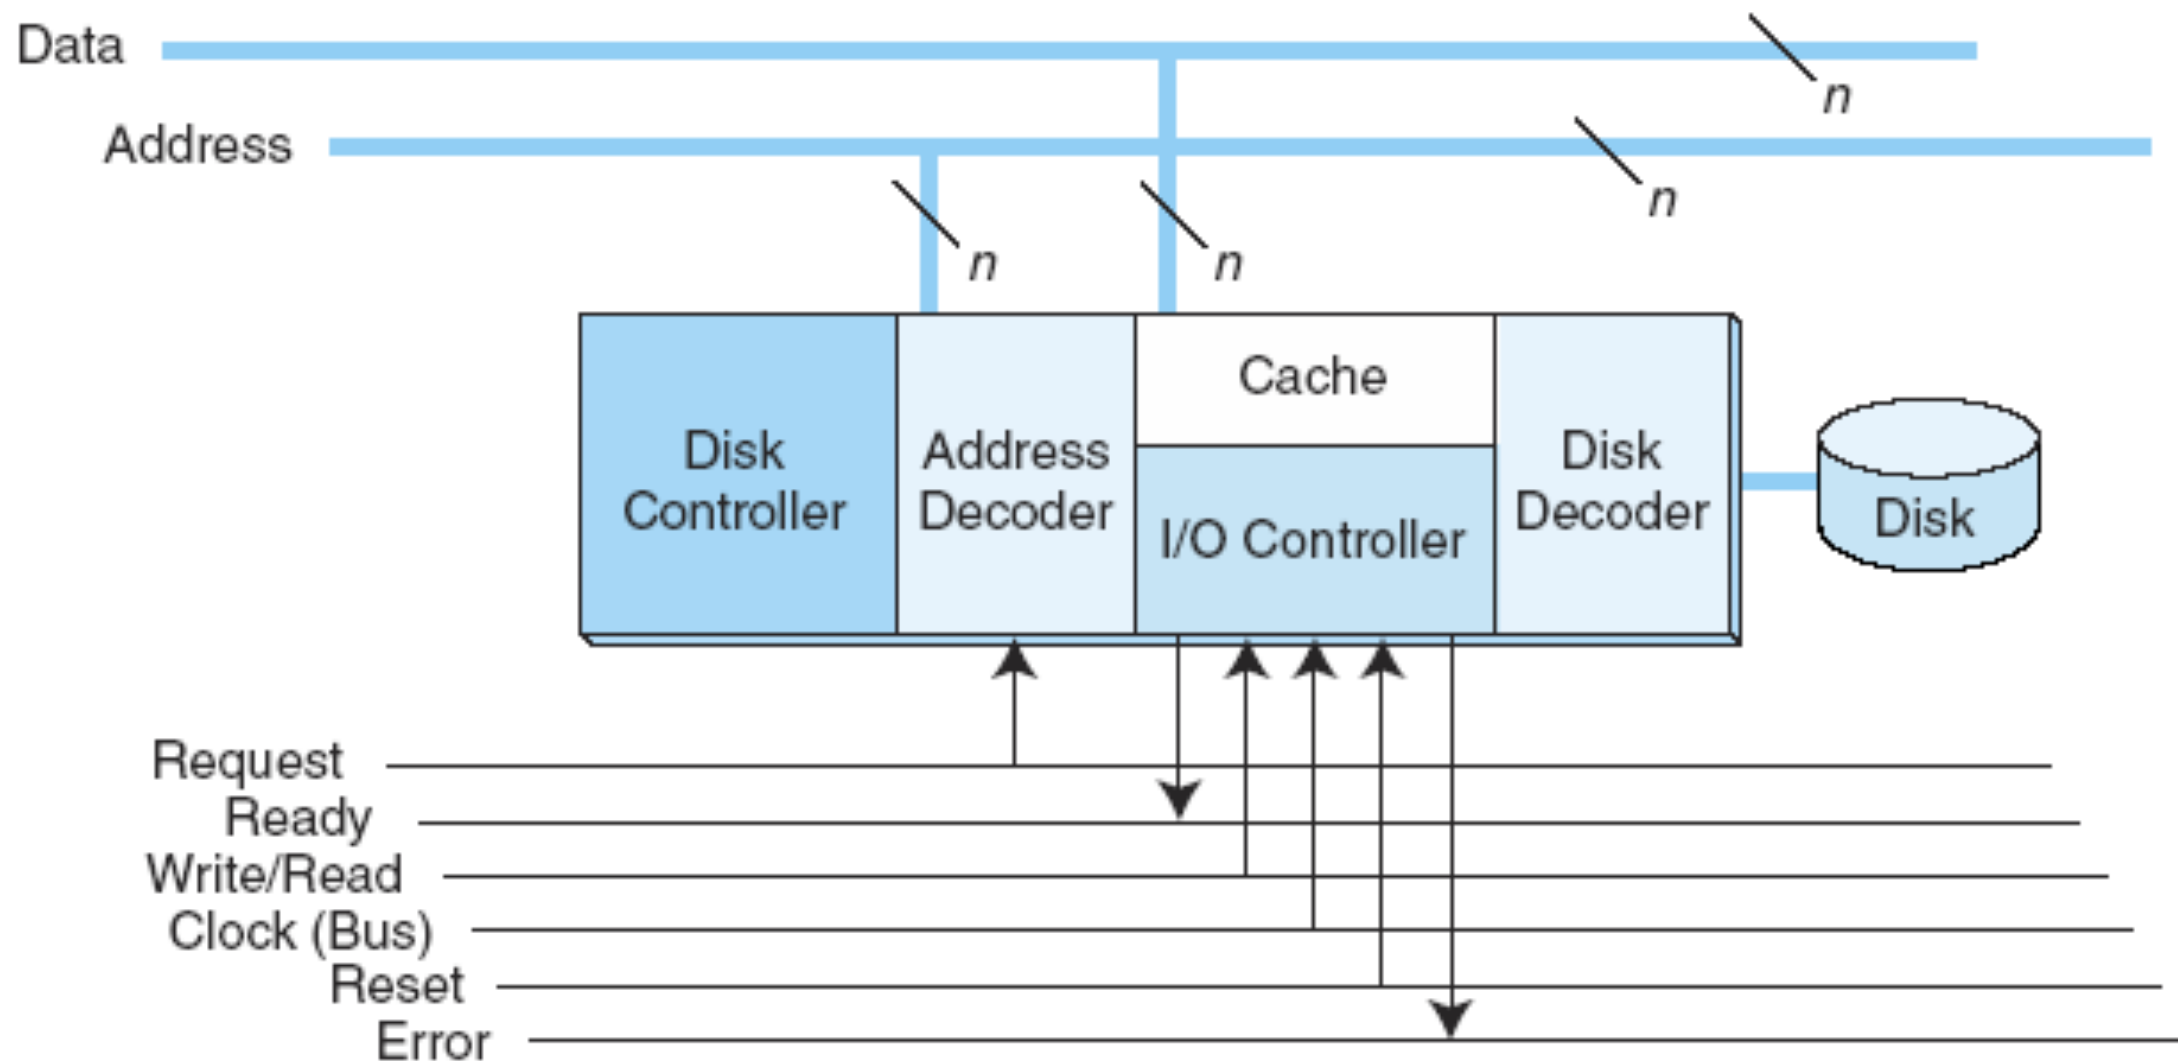 Data
n
Address
n
n
n
Disk
Controller
Address
Decoder
Cache
I/O Controller
Disk
Decoder
Disk
Request
Ready
Write/Read
Clock (Bus)
Reset
Error